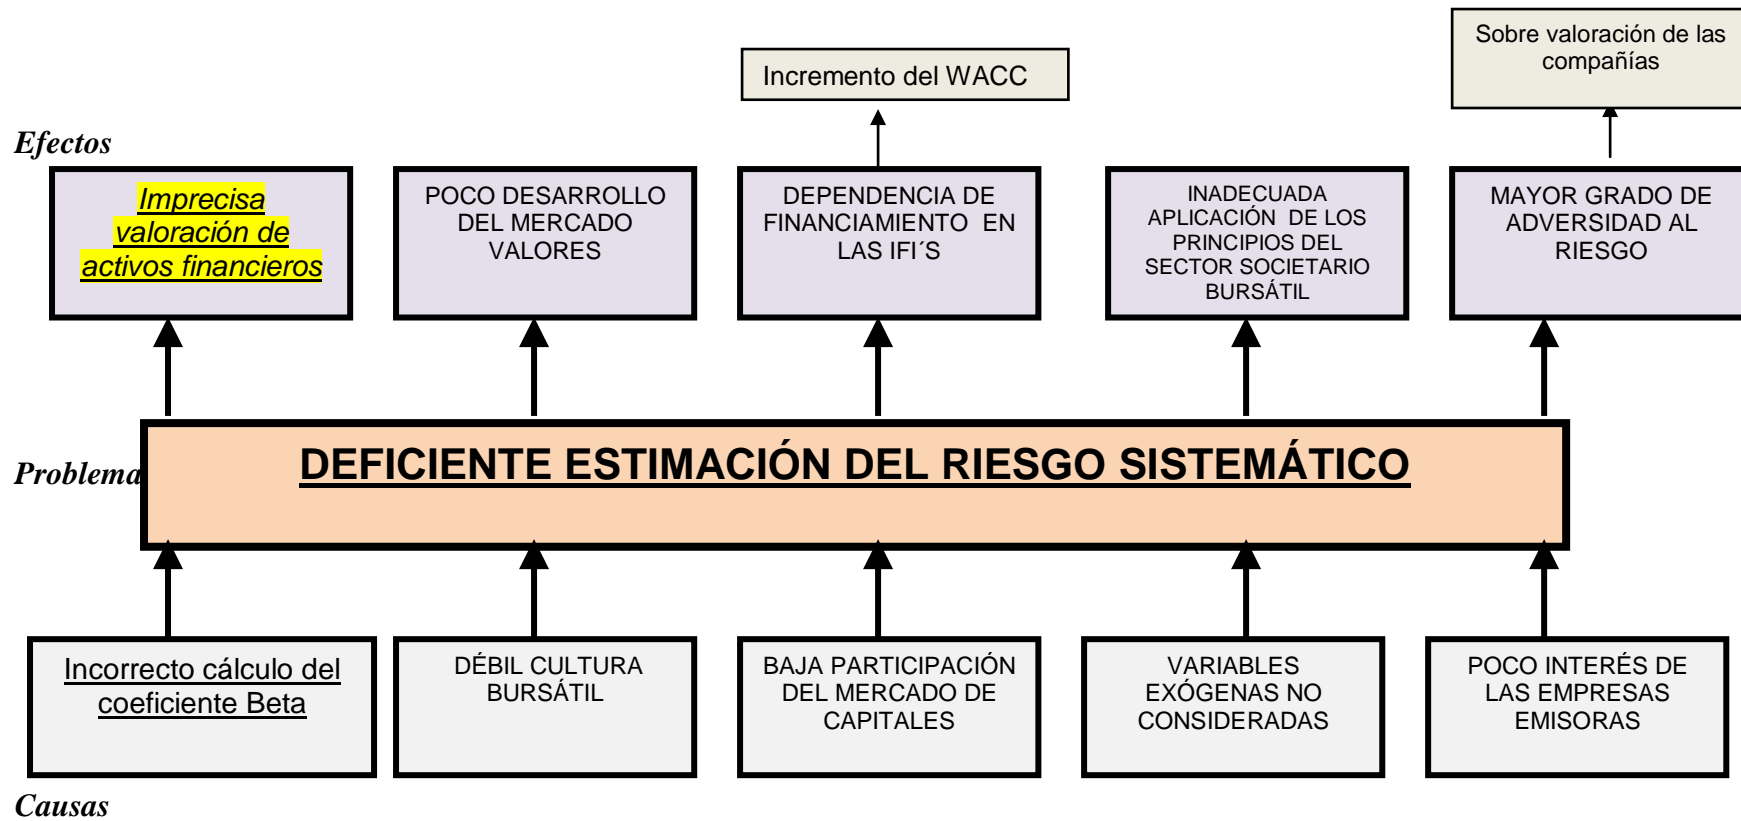 Sobre valoración de las
compañías
Incremento del WACC
Efectos
Imprecisa
valoración de
activos financieros
POCO DESARROLLO
DEL MERCADO
VALORES
DEPENDENCIA DE
FINANCIAMIENTO EN
LAS IFI´S
INADECUADA
APLICACIÓN DE LOS
PRINCIPIOS DEL
SECTOR SOCIETARIO
BURSÁTIL
MAYOR GRADO DE
ADVERSIDAD AL
RIESGO
Problema
DEFICIENTE ESTIMACIÓN DEL RIESGO SISTEMÁTICO
Incorrecto cálculo del
coeficiente Beta
DÉBIL CULTURA
BURSÁTIL
BAJA PARTICIPACIÓN
DEL MERCADO DE
CAPITALES
VARIABLES
EXÓGENAS NO
CONSIDERADAS
POCO INTERÉS DE
LAS EMPRESAS
EMISORAS
Causas